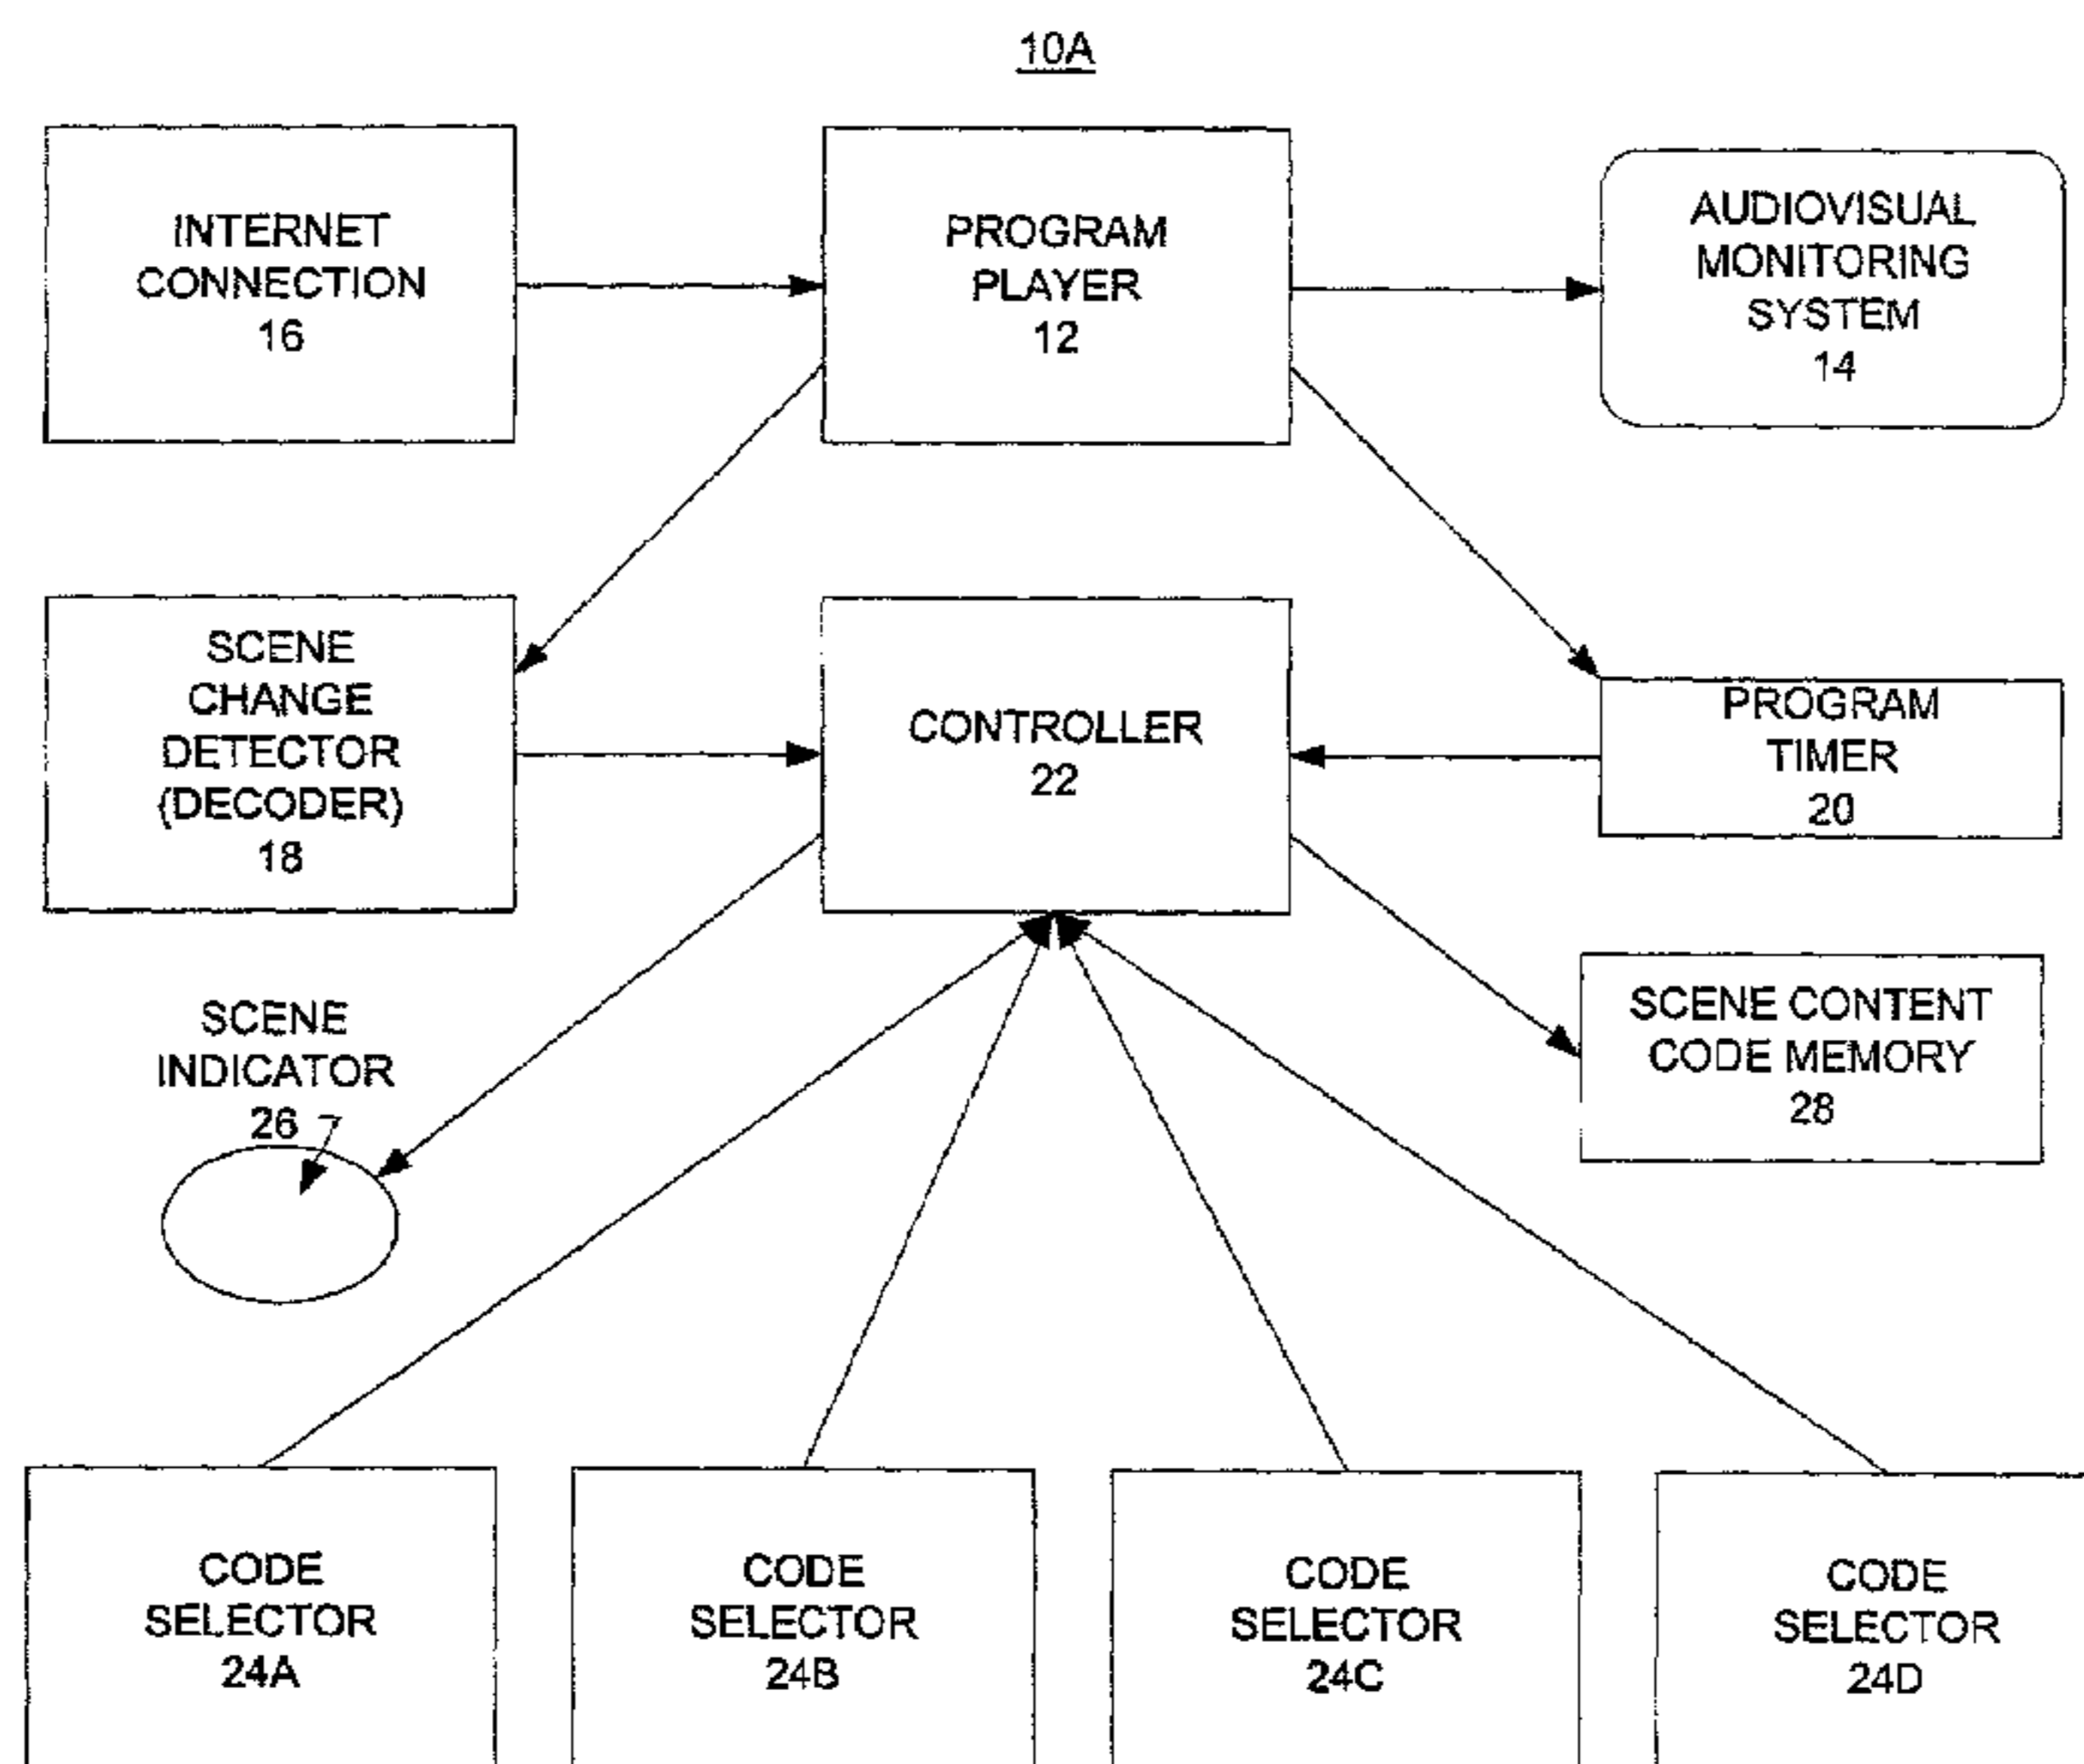 10A
INTERNET
CONNECTION
16
PROGRAM
PLAYER
12
AUDIOVISUAL
MONITORING
SYSTEM
14
SCENE
CHANGE
DETECTOR
(DECODER)
18
CONTROLLER
22
PROGRAM
TIMER
20
SCENE
INDICATOR
26
SCENE CONTENT
CODE MEMORY
28
CODE
SELECTOR
24A
CODE
SELECTOR
24B
CODE
SELECTOR
24C
CODE
SELECTOR
24D